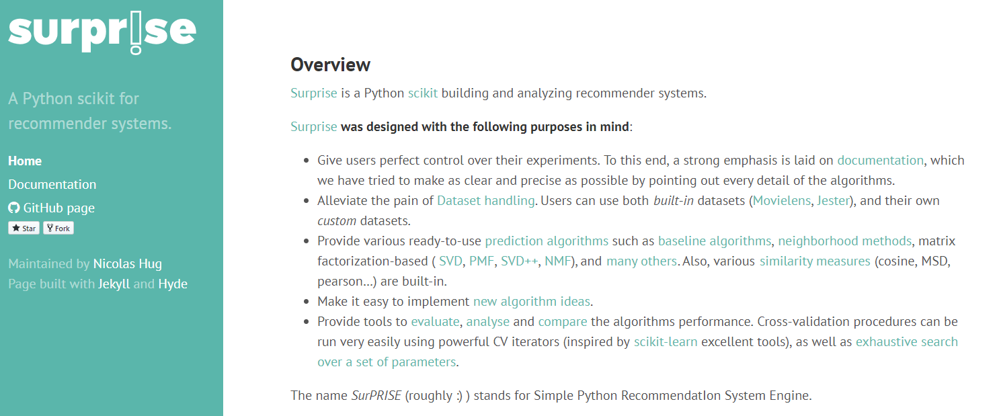 surpr!se
A Python scikit for
recommender systems.
Home
Documentation
GitHub page
Star Fork
Maintained by Nicolas Hug
Page built with Jekyll and Hyde
Overview
Surprise is a Python scikit building and analyzing recommender systems.
Surprise was designed with the following purposes in mind:
• Give users perfect control over their experiments. To this end, a strong emphasis is laid on documentation, which
we have tried to make as clear and precise as possible by pointing out every detail of the algorithms.
• Alleviate the pain of Dataset handling. Users can use both built-in datasets (Movielens, Jester), and their own
custom datasets.
• Provide various ready-to-use prediction algorithms such as baseline algorithms, neighborhood methods, matrix
factorization-based ( SVD, PMF, SVD++, NMF), and many others. Also, various similarity measures (cosine, MSD,
pearson...) are built-in.
• Make it easy to implement new algorithm ideas.
• Provide tools to evaluate, analyse and compare the algorithms performance. Cross-validation procedures can be
run very easily using powerful CV iterators (inspired by scikit-learn excellent tools), as well as exhaustive search
over a set of parameters.
The name SurPRISE (roughly :) ) stands for Simple Python RecommendatIon System Engine.